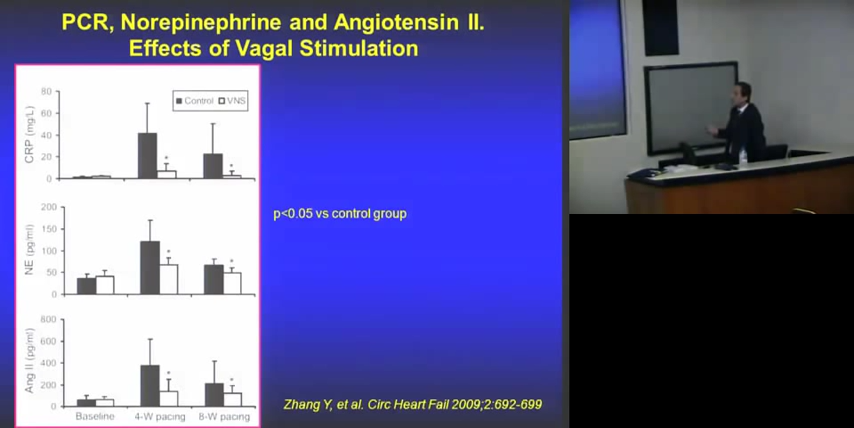 PCR, Norepinephrine and Angiotensin II.
Effects of Vagal Stimulation
80
60
40
20
0
CRP (mg/L)
Control VNS
*
*
200
150
100
50
0
NE (pg/ml)
*
*
p<0.05 vs control group
800
600
400
200
0
Ang II (pg/ml)
*
*
Baseline 4-W pacing 8-W pacing
Zhang Y, et al. Circ Heart Fail 2009;2:692-699